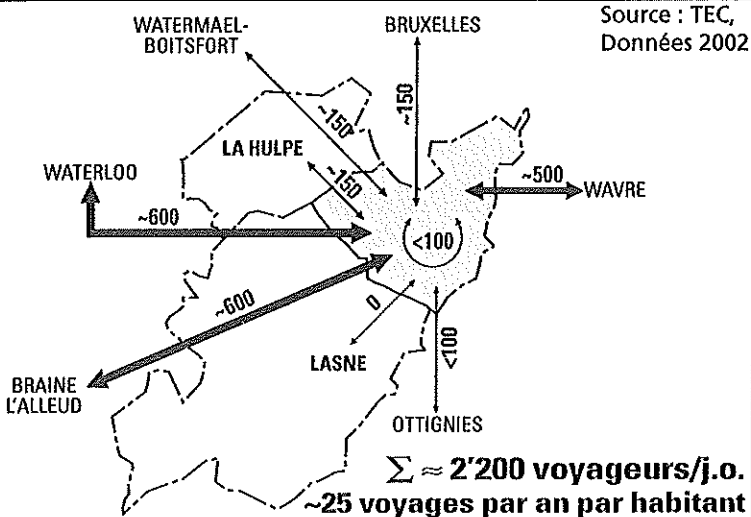 Source : TEC,
Données 2002
WATERMAEL-
BOITSFORT
BRUXELLES
~150
~150
LA HULPE
~150
WATERLOO
~500
WAVRE
~600
<100
~600
0
<100
LASNE
BRAINE
L'ALLEUD
OTTIGNIES
∑ ≈ 2'200 voyageurs/j.o.
~25 voyages par an par habitant